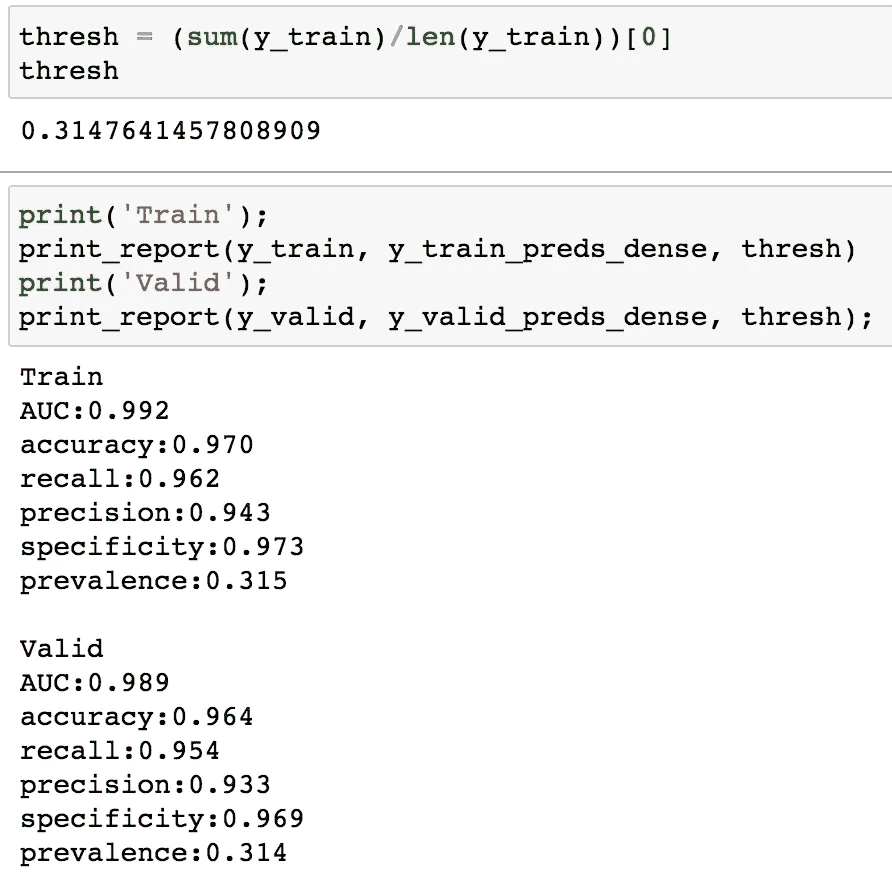 thresh = (sum(y_train)/len(y_train))[0]
thresh
0.3147641457808909
print('Train');
print_report(y_train, y_train_preds_dense, thresh)
print('Valid');
print_report(y_valid, y_valid_preds_dense, thresh);
Train
AUC:0.992
accuracy:0.970
recall:0.962
precision:0.943
specificity:0.973
prevalence:0.315
Valid
AUC:0.989
accuracy:0.964
recall:0.954
precision:0.933
specificity:0.969
prevalence:0.314